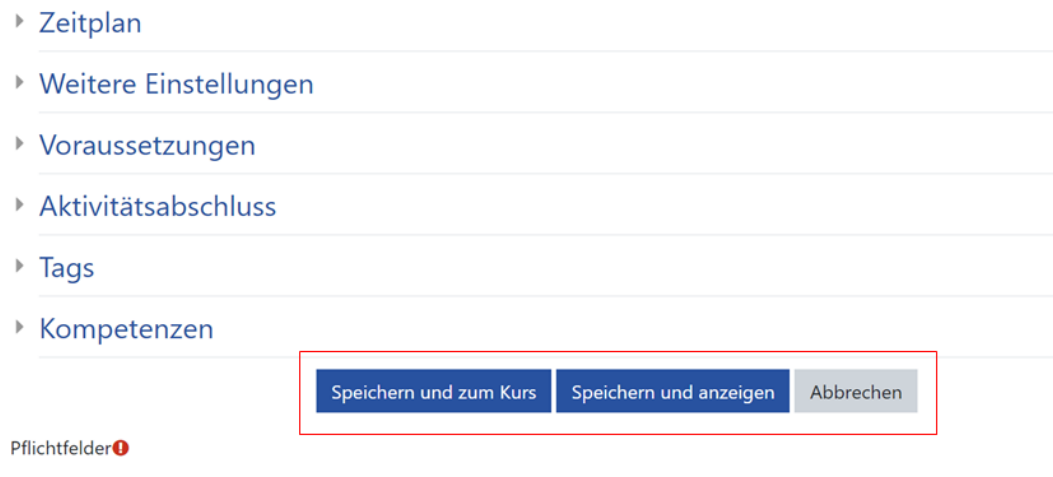 Zeitplan
Weitere Einstellungen
Voraussetzungen
Aktivitätsabschluss
Tags
Kompetenzen
Speichern und zum Kurs Speichern und anzeigen Abbrechen
Pflichtfelder